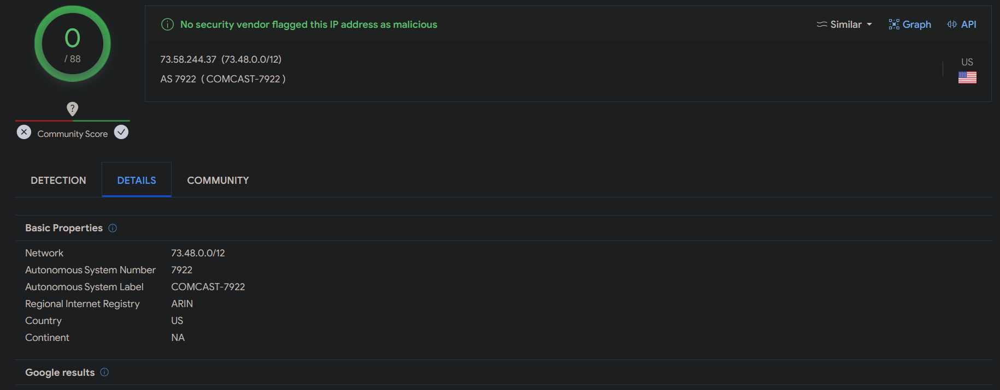 0
/ 88
?
Community Score
No security vendor flagged this IP address as malicious
Similar
Graph
API
73.58.244.37 (73.48.0.0/12)
AS 7922 ( COMCAST-7922 )
US
DETECTION
DETAILS
COMMUNITY
Basic Properties
Network 73.48.0.0/12
Autonomous System Number 7922
Autonomous System Label COMCAST-7922
Regional Internet Registry ARIN
Country US
Continent NA
Google results